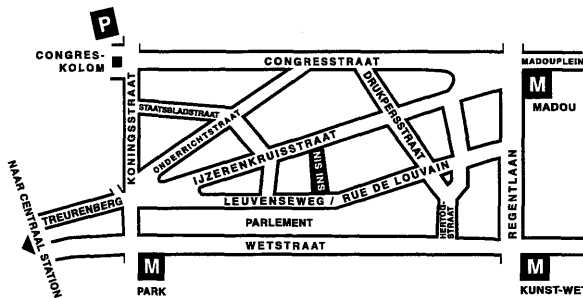 P
CONGRES-
KOLOM
CONGRESSTRAAT
MADOUPLEIN
M
MADOU
KONINGSSTRAAT
STAATSBLADSTRAAT
ONDERRICHTSTRAAT
DRUKPERSSTRAAT
IJZERENKRUISSTRAAT
NIS INS
LEUVENSEWEG / RUE DE LOUVAIN
REGENTLAAN
NAAR CENTRAAL STATION
TREURENBERG
PARLEMENT
HERTOG-
STRAAT
WETSTRAAT
M
PARK
M
KUNST-WET